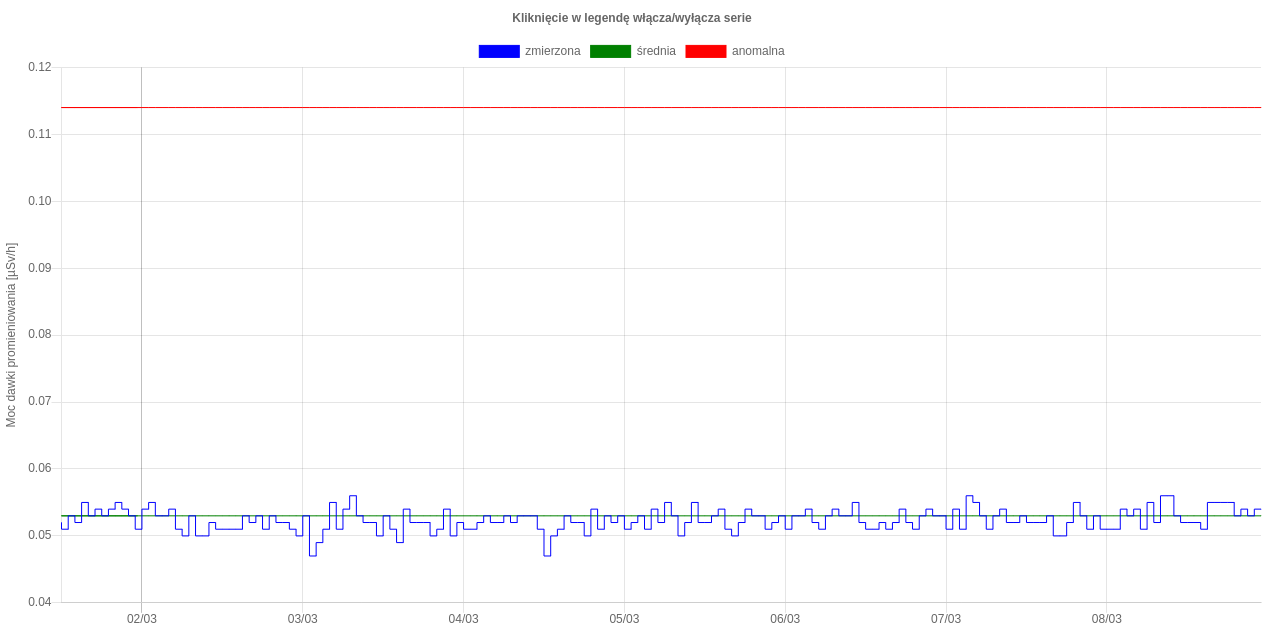 Kliknięcie w legendę włącza/wyłącza serie
zmierzona średnia anomalna
Moc dawki promieniowania [µSv/h]
0.12
0.11
0.10
0.09
0.08
0.07
0.06
0.05
0.04
02/03 03/03 04/03 05/03 06/03 07/03 08/03